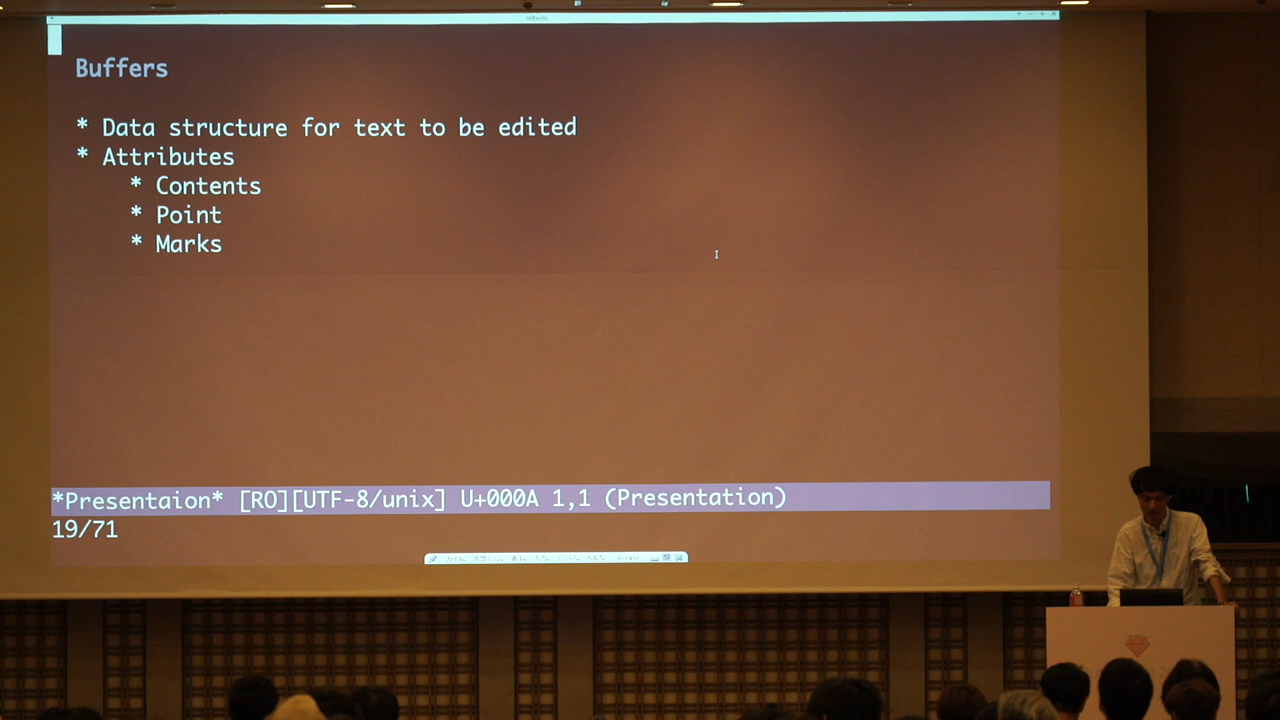 Buffers
* Data structure for text to be edited
* Attributes
* Contents
* Point
* Marks
*Presentaion* [RO][UTF-8/unix] U+000A 1,1 (Presentation)
19/71